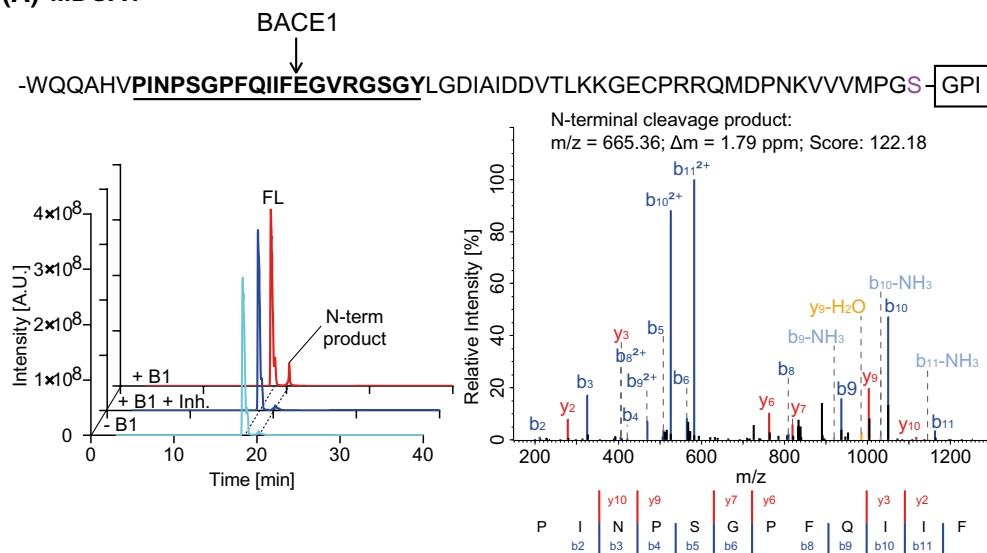 BACE1
-WQQAHVPINPSGPFQIIFEGVRGSGYLGDIAIDDVTLKKGECPRRQMDPNKVVVMPGS-GPI
N-terminal cleavage product:
m/z = 665.36; Δm = 1.79 ppm; Score: 122.18
Intensity [A.U.]
4×10⁸
3×10⁸
2×10⁸
1×10⁸
0
FL
N-term
product
+ B1
+ B1 + Inh.
- B1
0 10 20 30 40
Time [min]
Relative Intensity [%]
100
80
60
40
20
0
b₂
y₂
b₃
y₃
b₈²⁺
b₄
b₉²⁺
b₅
b₆
b₁₀²⁺
b₁₁²⁺
y₆
b₈
y₇
b₉-NH₃
b9
y₉-H₂O
y₉
b₁₀-NH₃
b₁₀
y₁₀
b₁₁-NH₃
b₁₁
200 400 600 800 1000 1200
m/z
y10 y9 y7 y6 y3 y2
P I N P S G P F Q I I F
b2 b3 b4 b5 b6 b8 b9 b10 b11